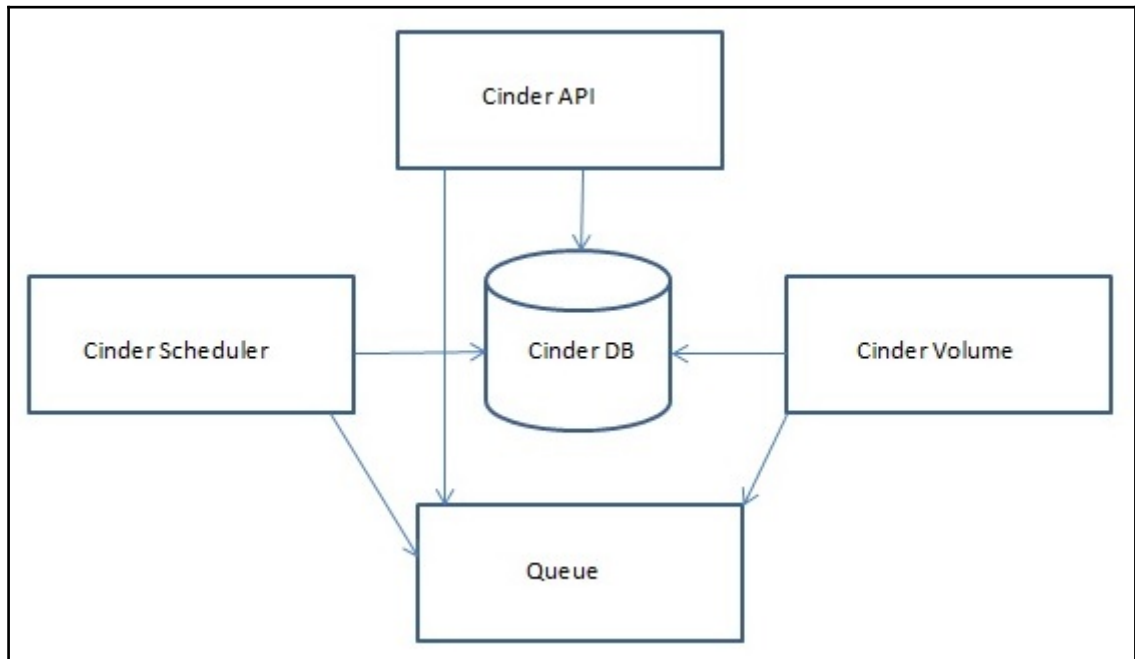 Cinder API
Cinder Scheduler
Cinder DB
Cinder Volume
Queue